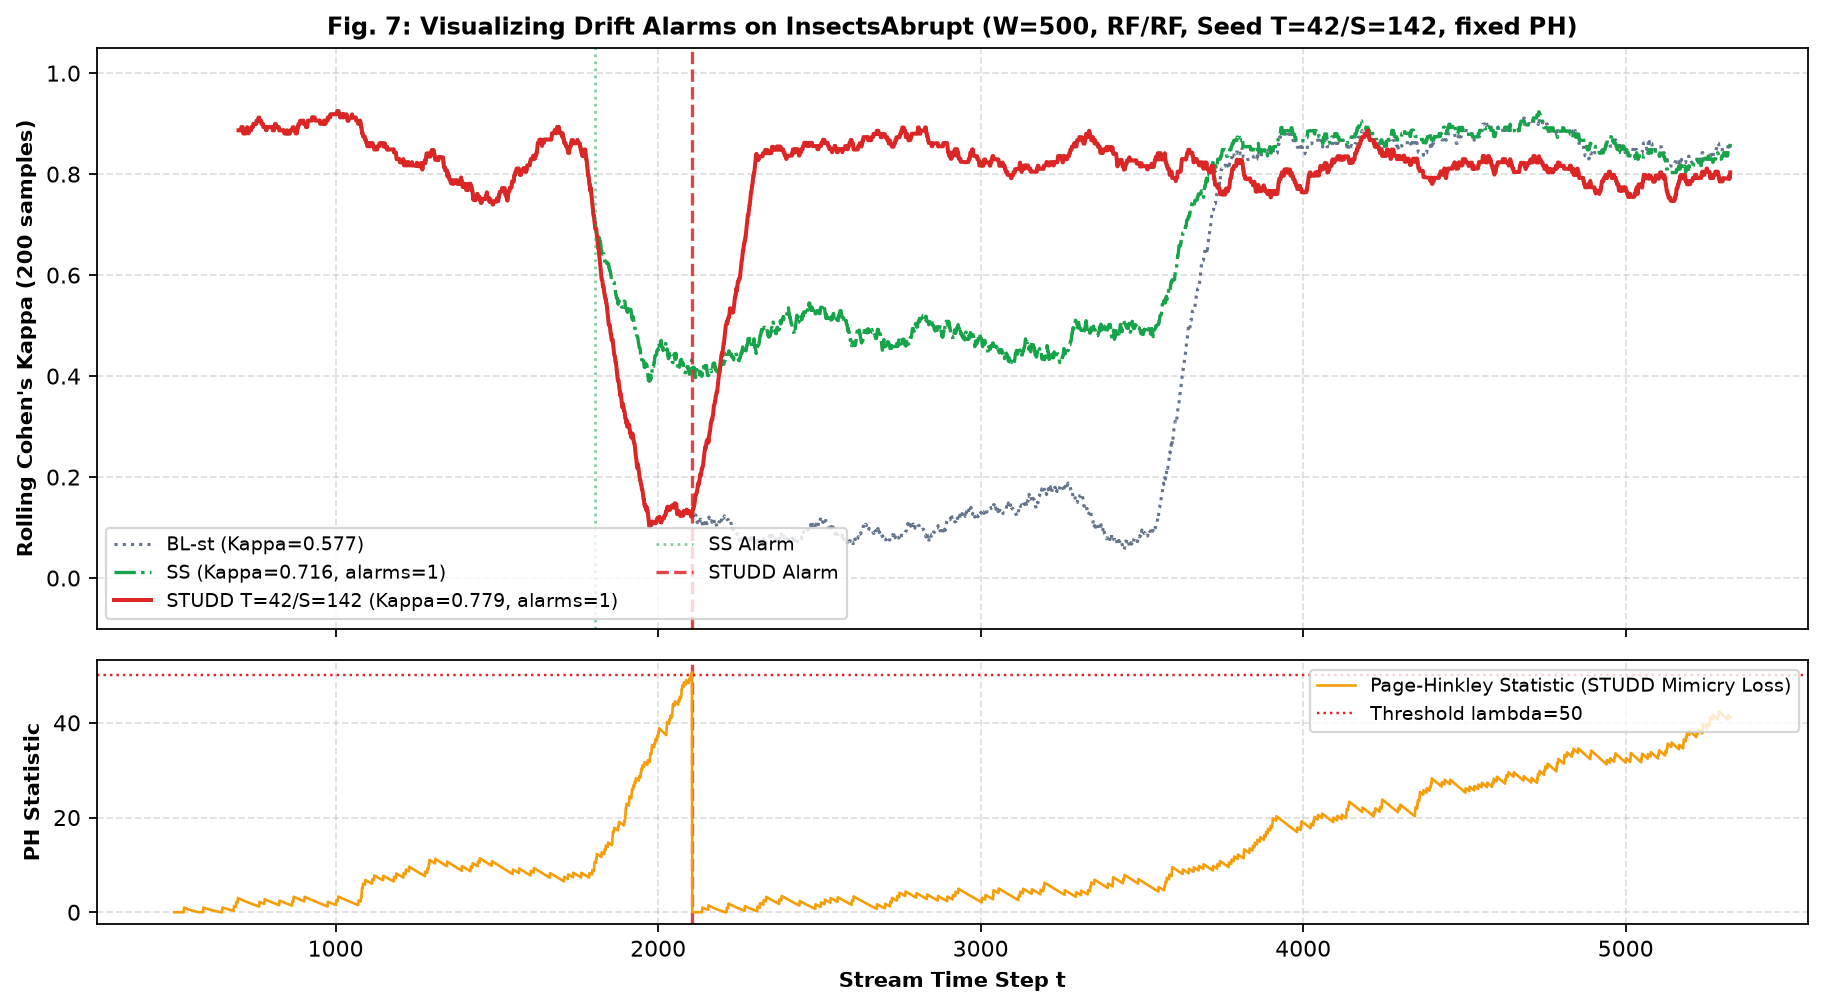 Fig. 7: Visualizing Drift Alarms on InsectsAbrupt (W=500, RF/RF, Seed T=42/S=142, fixed PH)
Rolling Cohen's Kappa (200 samples)
1.0
0.8
0.6
0.4
0.2
0.0
BL-st (Kappa=0.577)
SS (Kappa=0.716, alarms=1)
STUDD T=42/S=142 (Kappa=0.779, alarms=1)
SS Alarm
STUDD Alarm
PH Statistic
40
20
0
Page-Hinkley Statistic (STUDD Mimicry Loss)
Threshold lambda=50
1000
2000
3000
4000
5000
Stream Time Step t